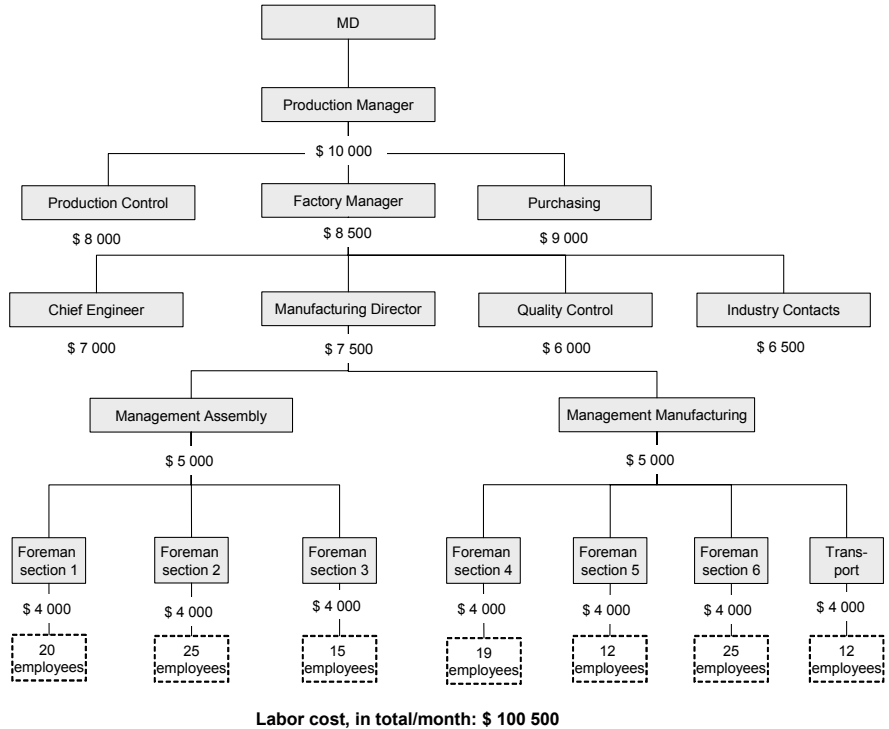 MD
Production Manager
$ 10 000
Production Control
Factory Manager
Purchasing
$ 8 000
$ 8 500
$ 9 000
Chief Engineer
Manufacturing Director
Quality Control
Industry Contacts
$ 7 000
$ 7 500
$ 6 000
$ 6 500
Management Assembly
Management Manufacturing
$ 5 000
$ 5 000
Foreman
section 1
Foreman
section 2
Foreman
section 3
Foreman
section 4
Foreman
section 5
Foreman
section 6
Trans-
port
$ 4 000
$ 4 000
$ 4 000
$ 4 000
$ 4 000
$ 4 000
$ 4 000
20
employees
25
employees
15
employees
19
employees
12
employees
25
employees
12
employees
Labor cost, in total/month: $ 100 500